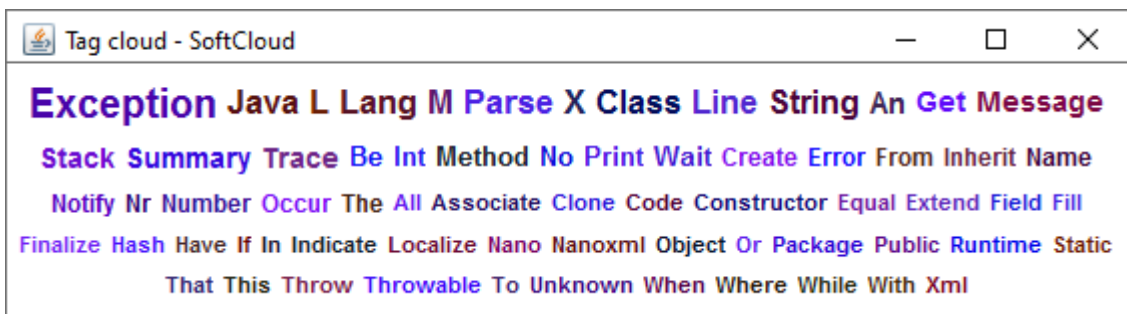 Tag cloud - SoftCloud
Exception Java L Lang M Parse X Class Line String An Get Message
Stack Summary Trace Be Int Method No Print Wait Create Error From Inherit Name
Notify Nr Number Occur The All Associate Clone Code Constructor Equal Extend Field Fill
Finalize Hash Have If In Indicate Localize Nano Nanoxml Object Or Package Public Runtime Static
That This Throw Throwable To Unknown When Where While With Xml